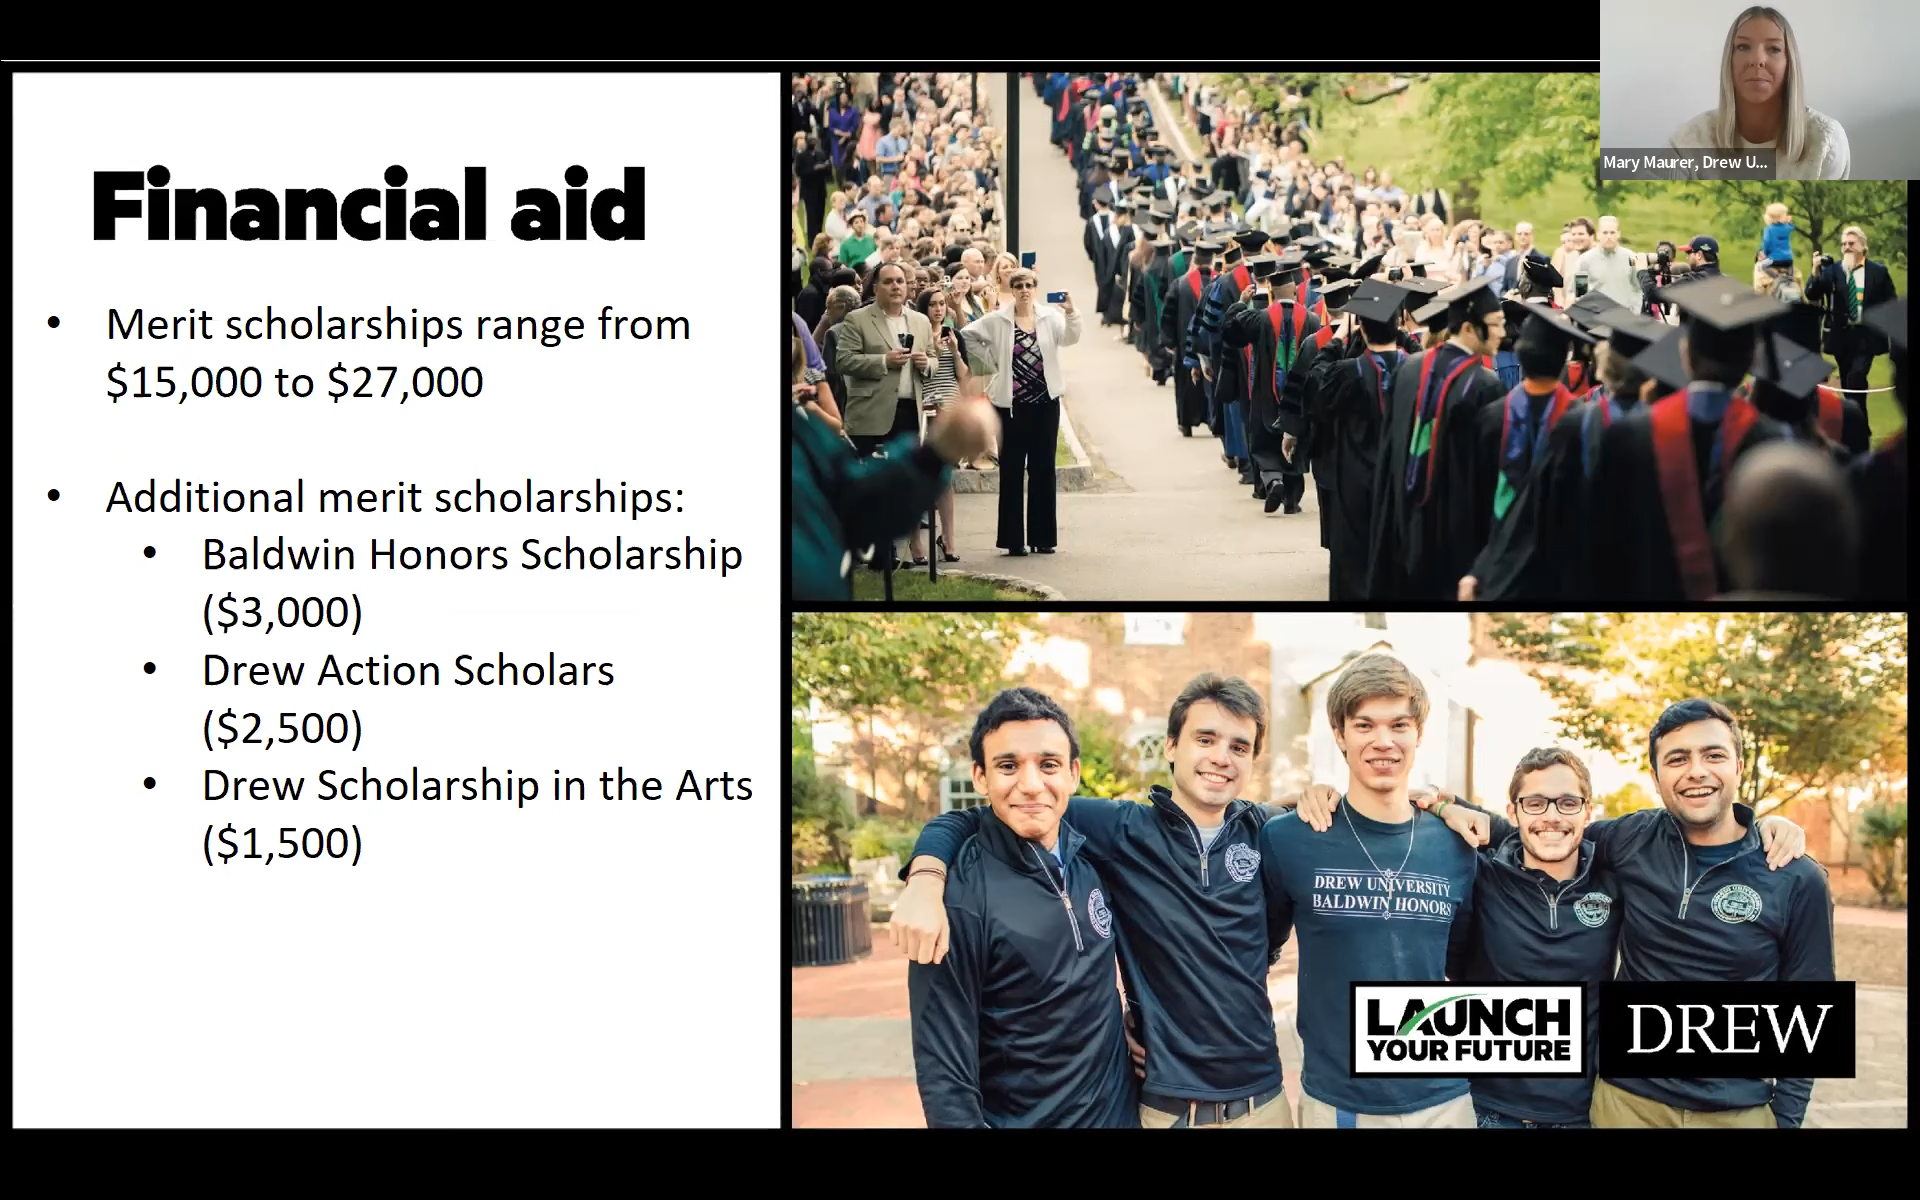 Mary Maurer, Drew U...
Financial aid
• Merit scholarships range from
$15,000 to $27,000
• Additional merit scholarships:
• Baldwin Honors Scholarship
($3,000)
• Drew Action Scholars
($2,500)
• Drew Scholarship in the Arts
($1,500)
DREW UNIVERSITY
BALDWIN HONORS
LAUNCH
YOUR FUTURE
DREW